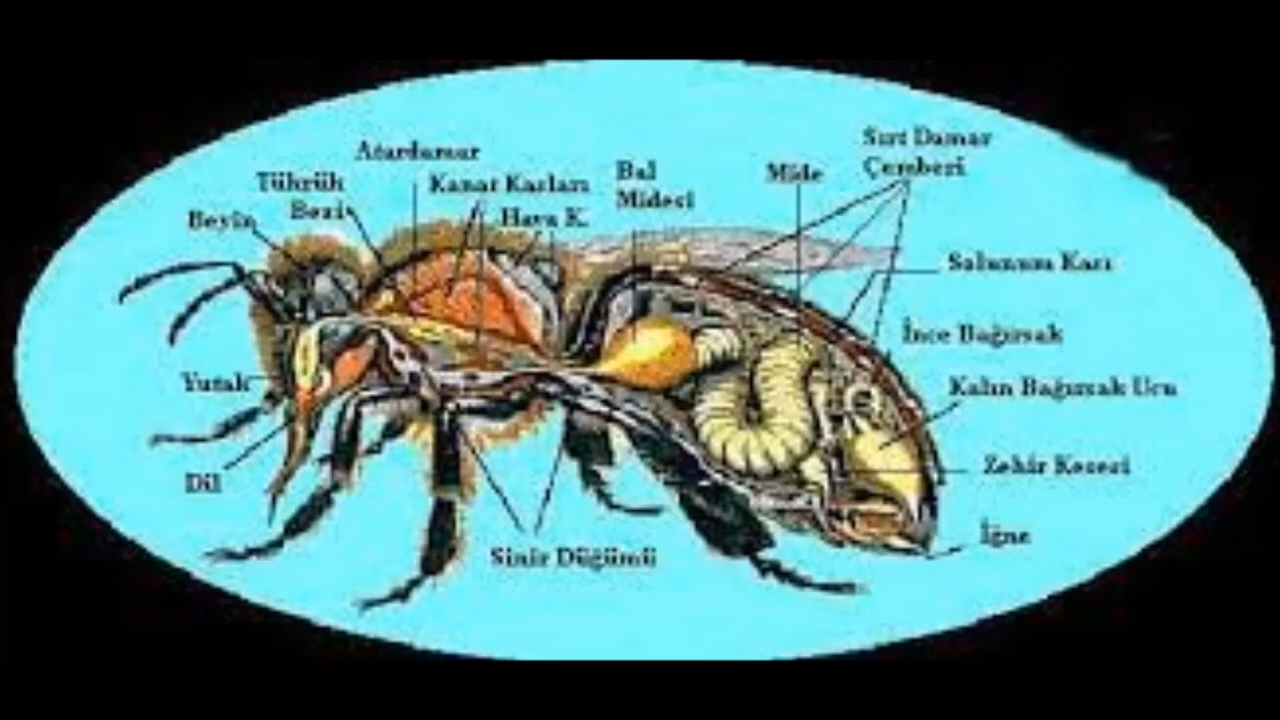 Atardamar
Sırt Damar
Çemberi
Bal
Midesi
Mide
Tükrük
Bezi
Kanat Kasları
Beyin
Hava K.
Solunum Karı
İnce Bağırsak
Yutak
Kalın Bağırsak Ucu
Zehir Kesesi
Dil
İğne
Sinir Düğümü